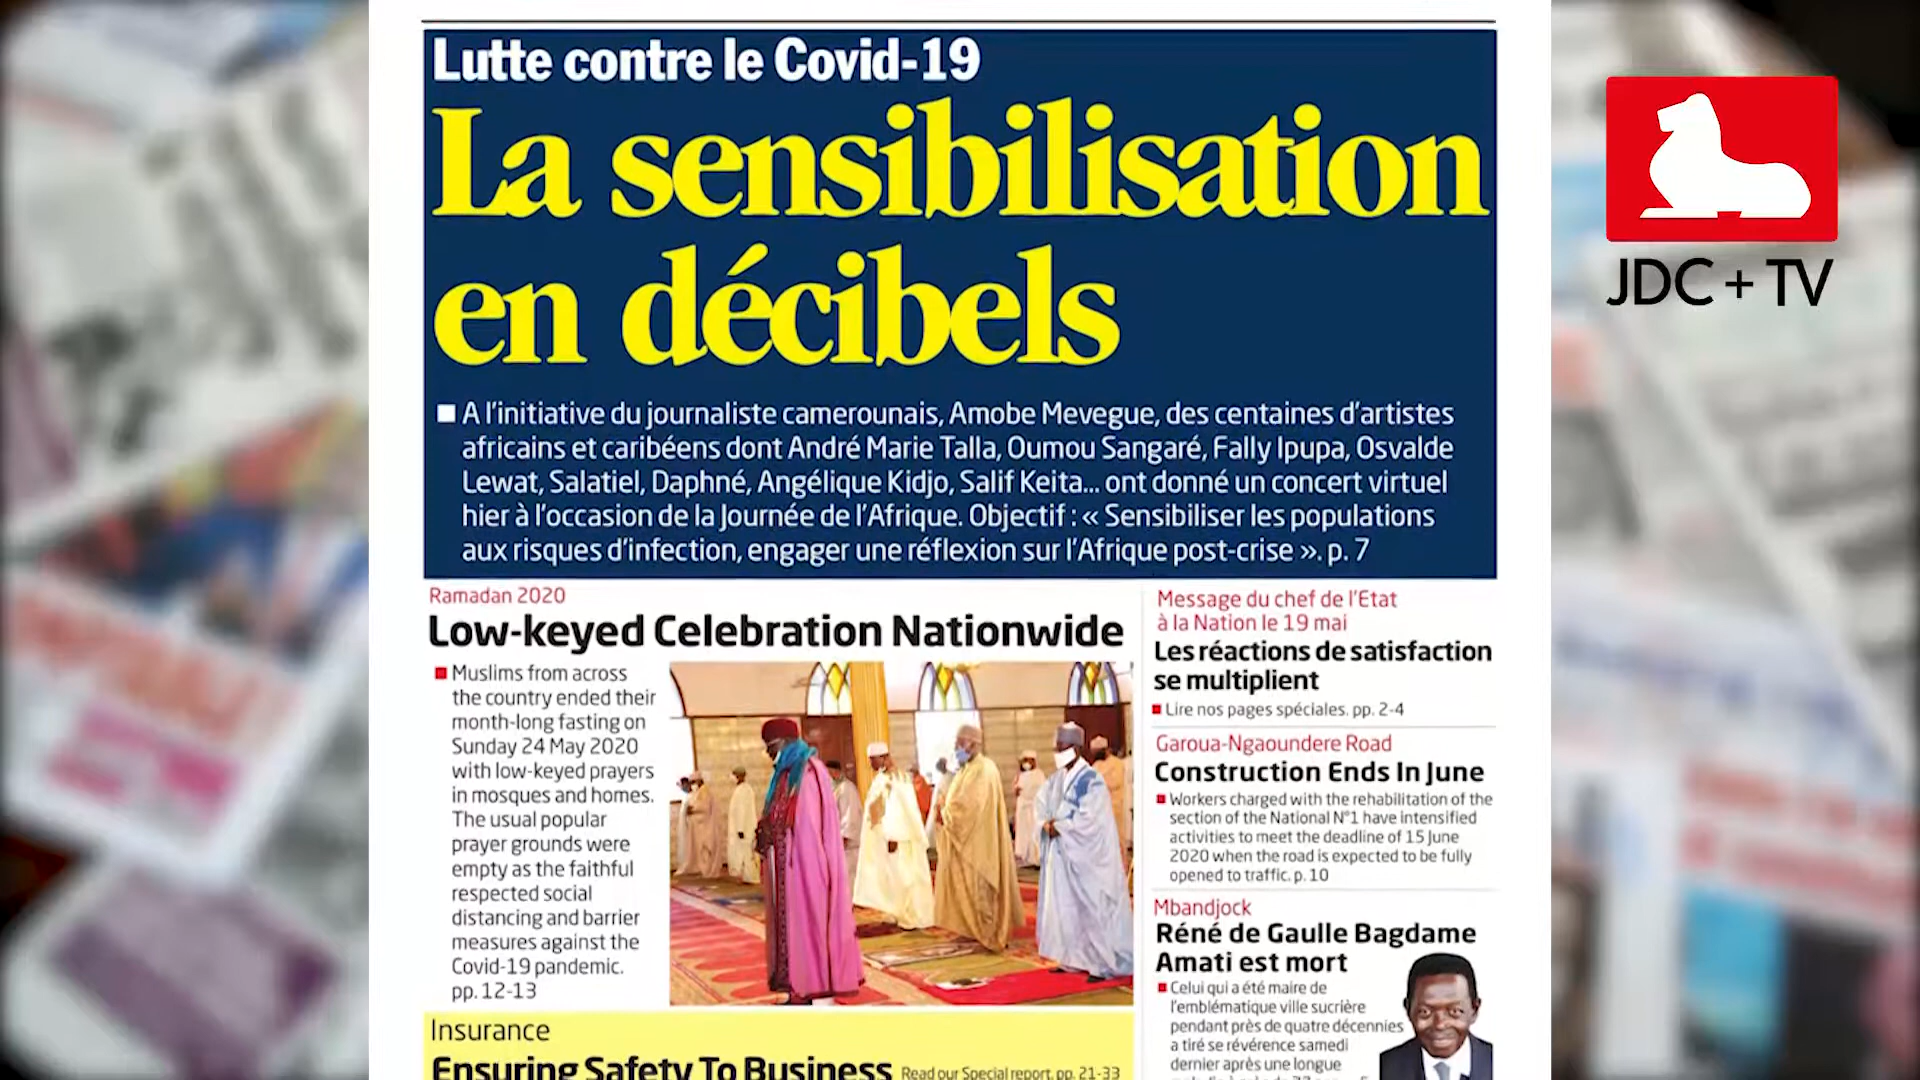 Lutte contre le Covid-19
La sensibilisation
en décibels
A l'initiative du journaliste camerounais, Amobe Mevegue, des centaines d'artistes
africains et caribéens dont André Marie Talla, Oumou Sangaré, Fally Ipupa, Osvalde
Lewat, Salatiel, Daphné, Angélique Kidjo, Salif Keita... ont donné un concert virtuel
hier à l'occasion de la Journée de l'Afrique. Objectif : « Sensibiliser les populations
aux risques d'infection, engager une réflexion sur l'Afrique post-crise ». p. 7
Ramadan 2020
Low-keyed Celebration Nationwide
Muslims from across
the country ended their
month-long fasting on
Sunday 24 May 2020
with low-keyed prayers
in mosques and homes.
The usual popular
prayer grounds were
empty as the faithful
respected social
distancing and barrier
measures against the
Covid-19 pandemic.
pp. 12-13
Insurance
Ensuring Safety To Business Read our Special report. pp. 21-33
Message du chef de l'Etat
à la Nation le 19 mai
Les réactions de satisfaction
se multiplient
Lire nos pages spéciales. pp. 2-4
Garoua-Ngaoundere Road
Construction Ends In June
Workers charged with the rehabilitation of the
section of the National N°1 have intensified
activities to meet the deadline of 15 June
2020 when the road is expected to be fully
opened to traffic. p. 10
Mbandjock
Réné de Gaulle Bagdame
Amati est mort
Celui qui a été maire de
l'emblématique ville sucrière
pendant près de quatre décennies
a tiré se révérence samedi
dernier après une longue
JDC + TV